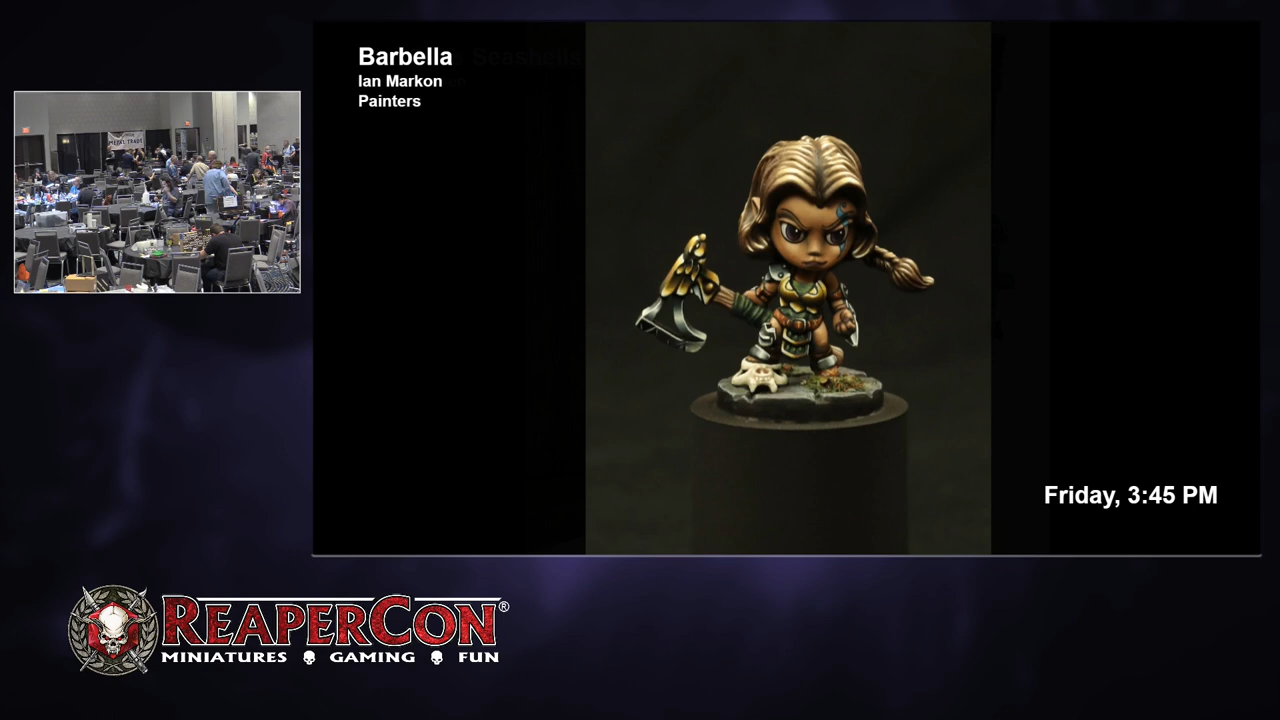 Barbella
Ian Markon
Painters
Friday, 3:45 PM
REAPERCON®
MINIATURES GAMING FUN